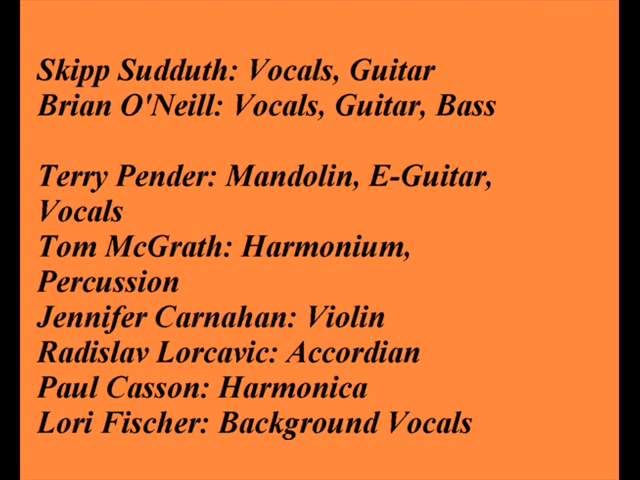 Skipp Sudduth: Vocals, Guitar
Brian O'Neill: Vocals, Guitar, Bass
Terry Pender: Mandolin, E-Guitar,
Vocals
Tom McGrath: Harmonium,
Percussion
Jennifer Carnahan: Violin
Radislav Lorcavic: Accordian
Paul Casson: Harmonica
Lori Fischer: Background Vocals